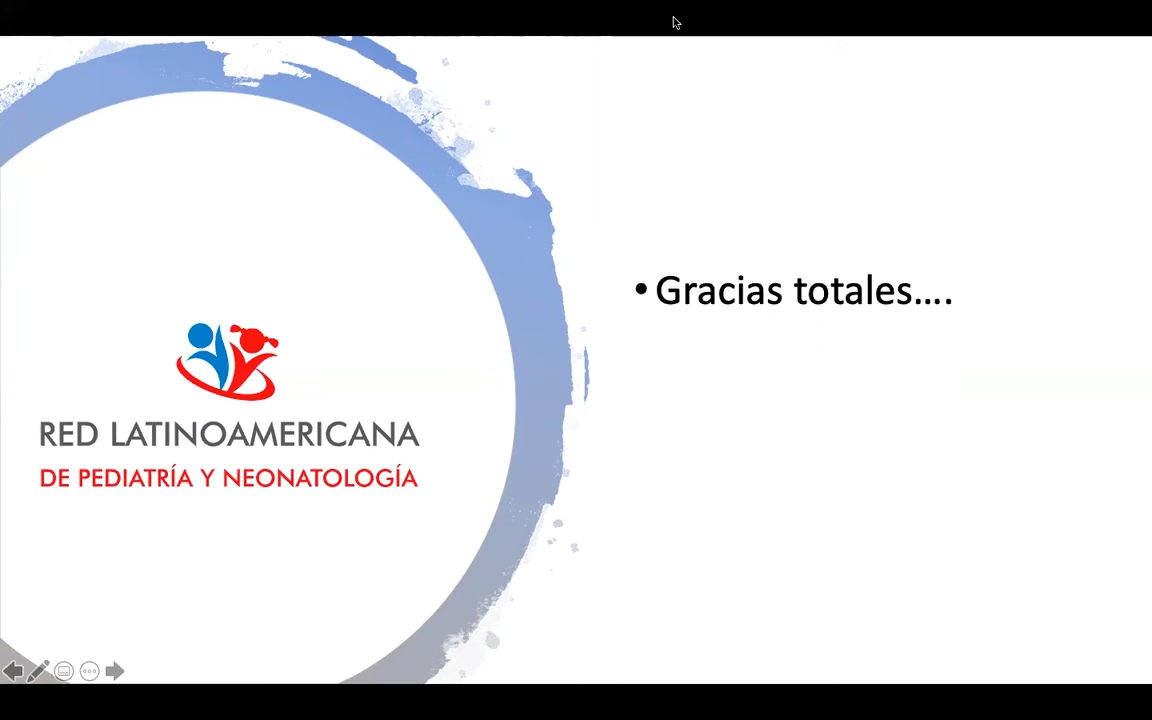 • Gracias totales….
RED LATINOAMERICANA
DE PEDIATRÍA Y NEONATOLOGÍA